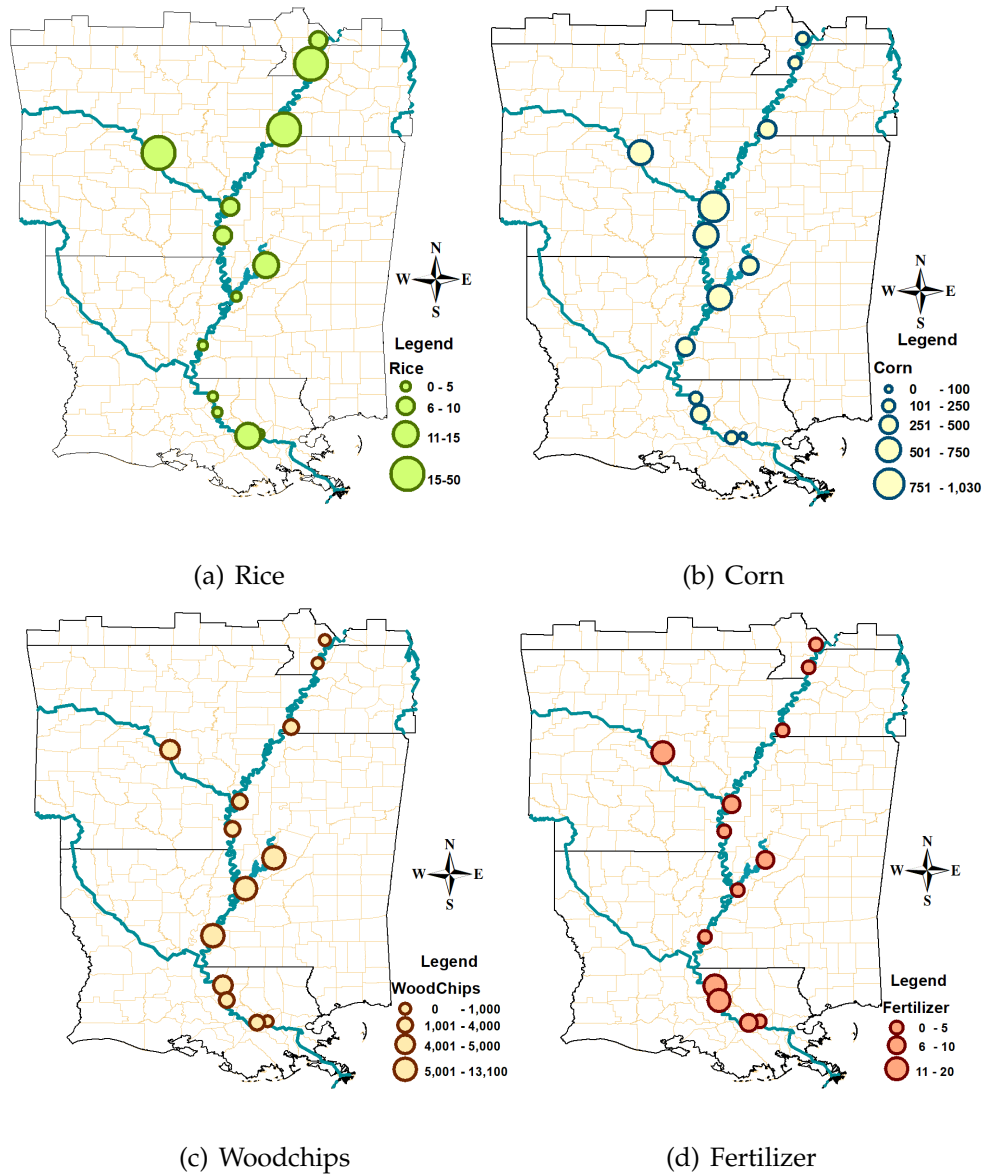 N
W E
S
Legend
Rice
0 - 5
6 - 10
11-15
15-50
(a) Rice
N
W E
S
Legend
Corn
0 - 100
101 - 250
251 - 500
501 - 750
751 - 1,030
(b) Corn
N
W E
S
Legend
WoodChips
0 - 1,000
1,001 - 4,000
4,001 - 5,000
5,001 - 13,100
(c) Woodchips
N
W E
S
Legend
Fertilizer
0 - 5
6 - 10
11 - 20
(d) Fertilizer